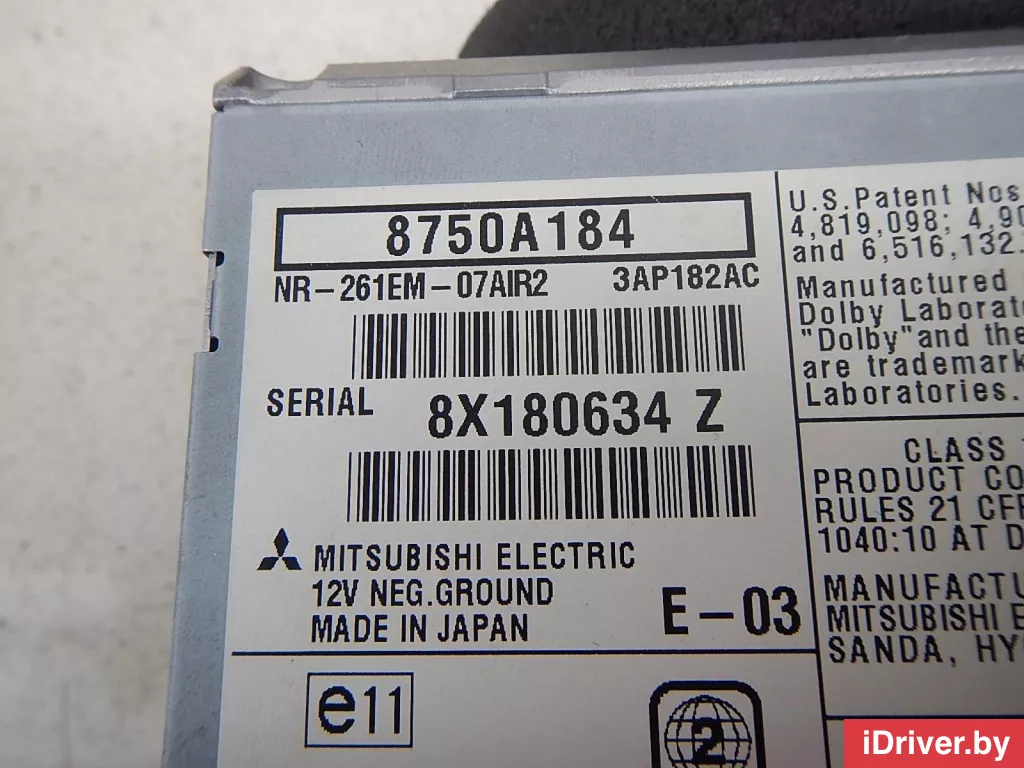 8750A184
NR-261EM-07AIR2 3AP182AC
SERIAL 8X180634 Z
MITSUBISHI ELECTRIC
12V NEG.GROUND
MADE IN JAPAN
E-03
e11
2
U.S.Patent Nos
4,819,098; 4,90
and 6,516,132.
Manufactured
Dolby Laborat
"Dolby"and the
are trademark
Laboratories.
CLASS
PRODUCT CO
RULES 21 CFR
1040:10 AT D
MANUFACTU
MITSUBISHI E
SANDA, HY
iDriver.by